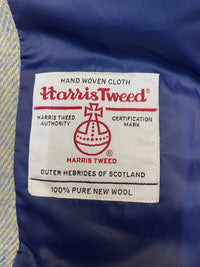 HAND WOVEN CLOTH
Harris Tweed®
HARRIS TWEED AUTHORITY
CERTIFICATION MARK
®
HARRIS TWEED
OUTER HEBRIDES OF SCOTLAND
100% PURE NEW WOOL